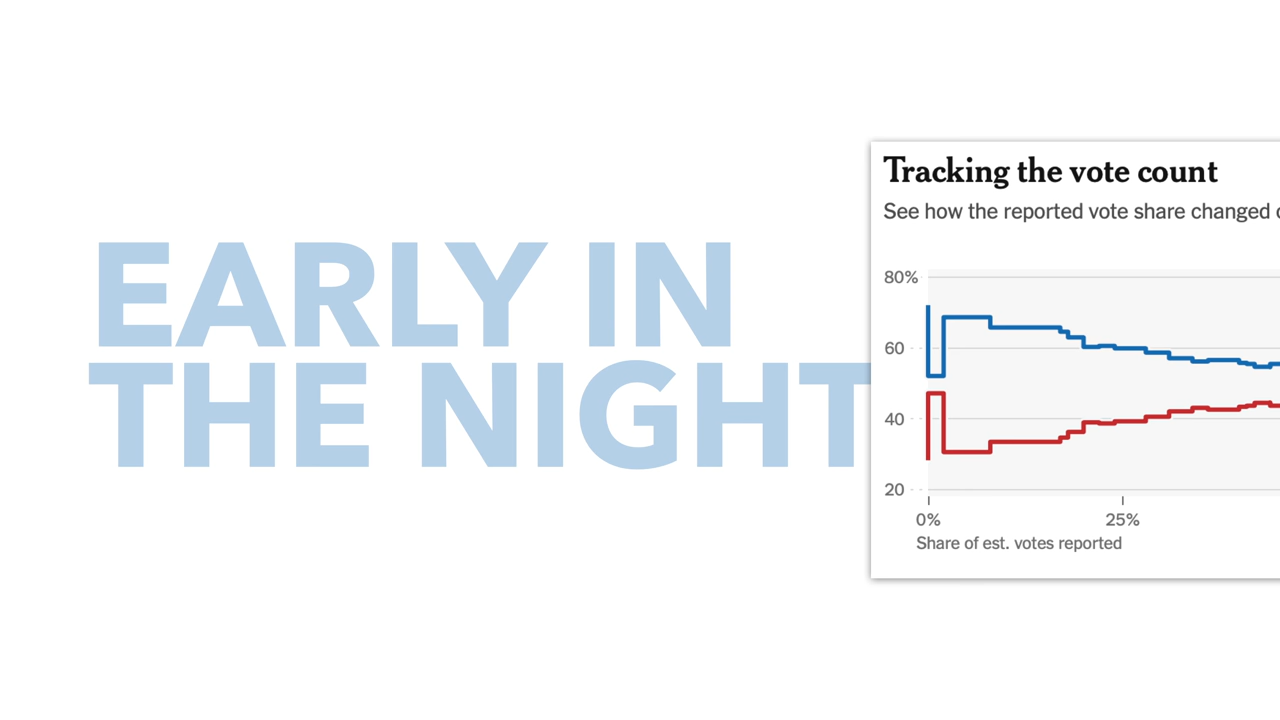 EARLY IN
THE NIGHT
Tracking the vote count
See how the reported vote share changed
80%
60
40
20
0%
25%
Share of est. votes reported